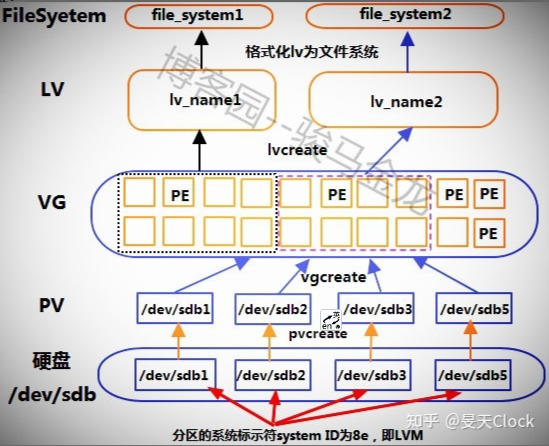 FileSystem
file_system1
file_system2
格式化lv为文件系统
LV
lv_name1
lv_name2
lvcreate
VG
PE
PE
PE
PE
PE
vgcreate
PV
/dev/sdb1
/dev/sdb2
/dev/sdb3
/dev/sdb5
英
en
pvcreate
硬盘
/dev/sdb
/dev/sdb1
/dev/sdb2
/dev/sdb3
/dev/sdb5
分区的系统标示符system ID为8e，即LVM
博客园--骏马金龙
知乎 @旻天Clock